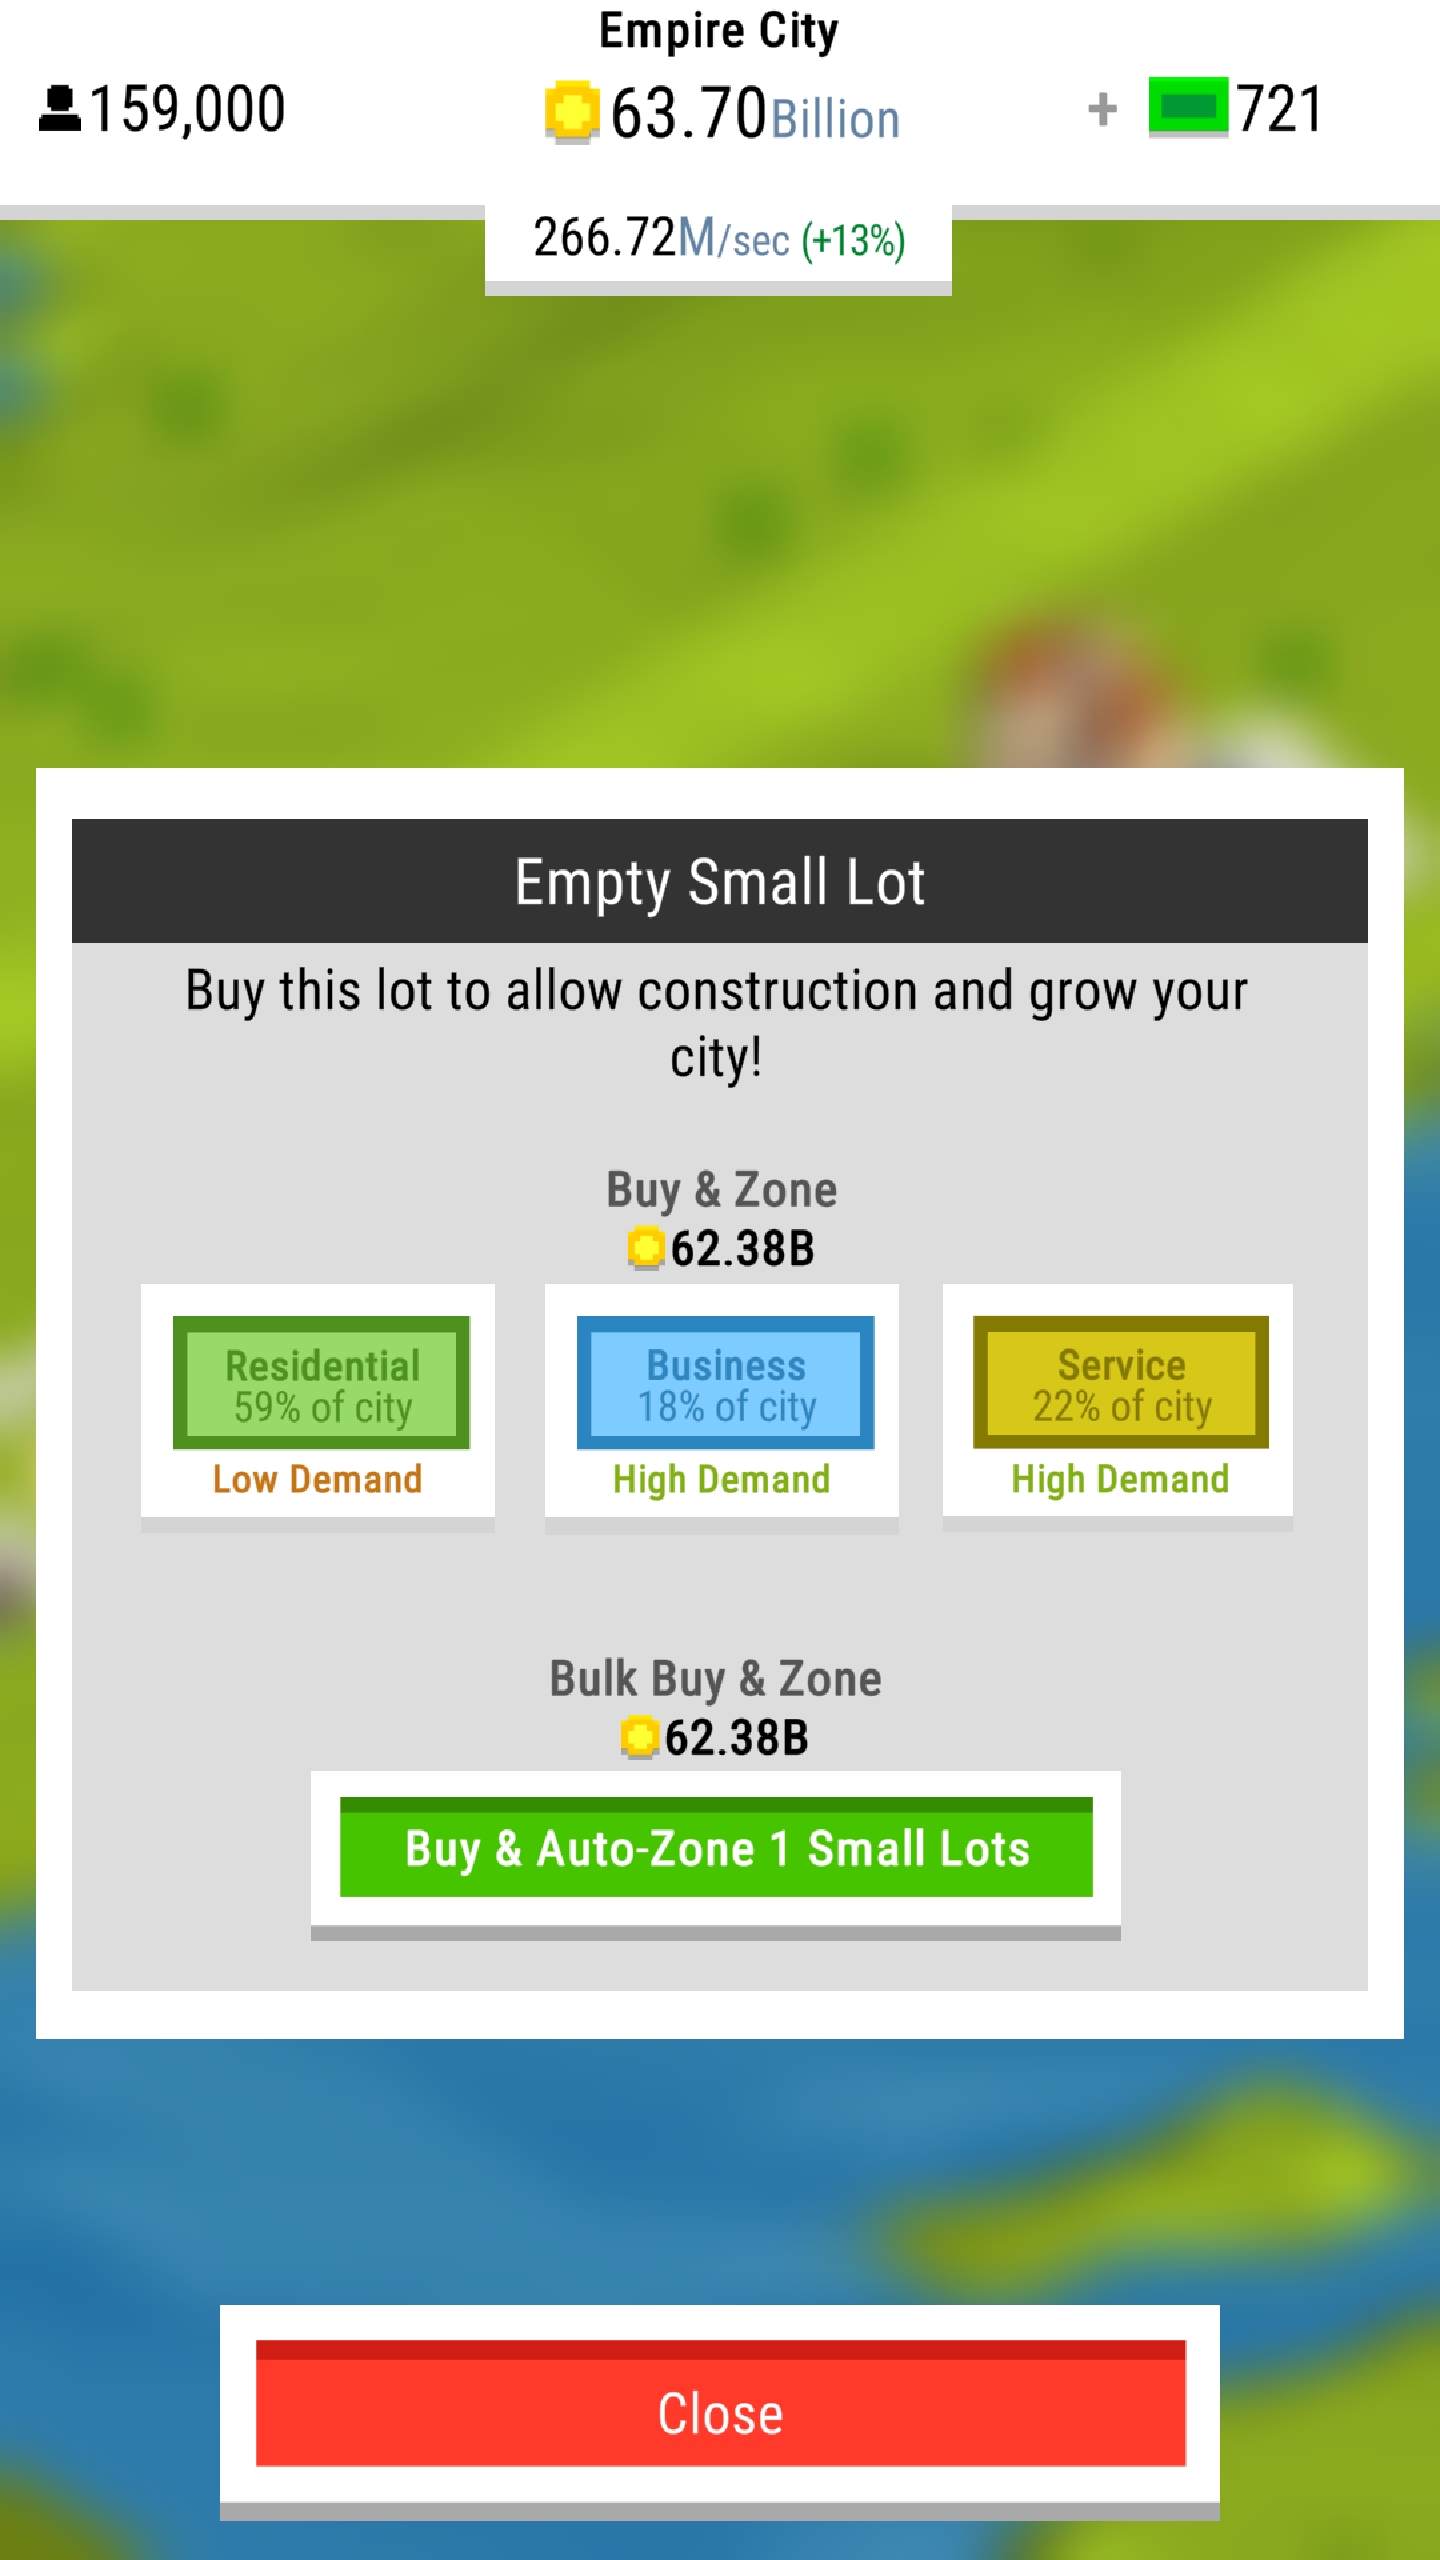 Empire City
159,000
63.70Billion
+ 721
266.72M/sec (+13%)
Empty Small Lot
Buy this lot to allow construction and grow your
city!
Buy & Zone
62.38B
Residential
59% of city
Low Demand
Business
18% of city
High Demand
Service
22% of city
High Demand
Bulk Buy & Zone
62.38B
Buy & Auto-Zone 1 Small Lots
Close